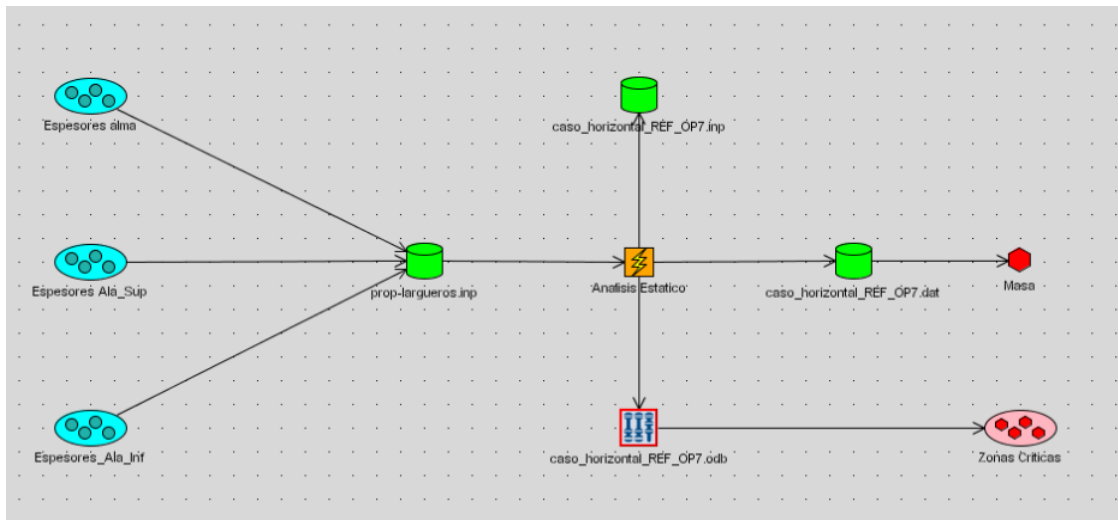 Espesores alma
caso_horizontal_REF_OP7.inp
Espesores Ala_Sup
prop-largueros.inp
Analisis Estatico
caso_horizontal_REF_OP7.dat
Masa
Espesores_Ala_Inf
caso_horizontal_REF_OP7.odb
Zonas Criticas